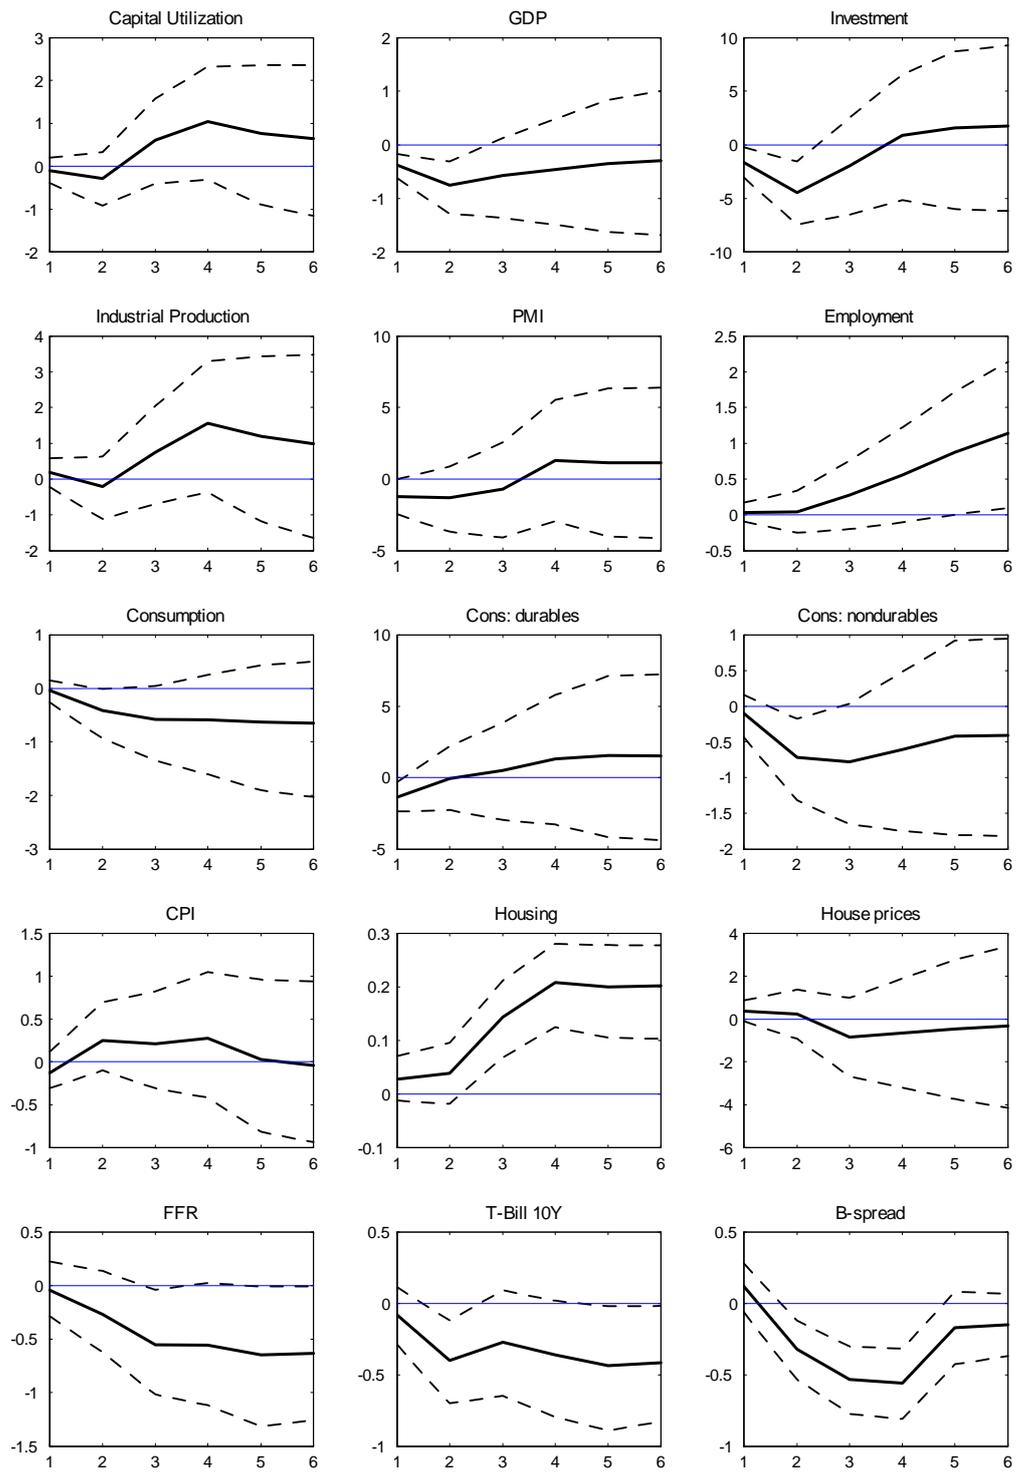 Capital Utilization
3
2
1
0
-1
-2
1 2 3 4 5 6
GDP
2
1
0
-1
-2
1 2 3 4 5 6
Investment
10
5
0
-5
-10
1 2 3 4 5 6
Industrial Production
4
3
2
1
0
-1
-2
1 2 3 4 5 6
PMI
10
5
0
-5
1 2 3 4 5 6
Employment
2.5
2
1.5
1
0.5
0
-0.5
1 2 3 4 5 6
Consumption
1
0
-1
-2
-3
1 2 3 4 5 6
Cons: durables
10
5
0
-5
1 2 3 4 5 6
Cons: nondurables
1
0.5
0
-0.5
-1
-1.5
-2
1 2 3 4 5 6
CPI
1.5
1
0.5
0
-0.5
-1
1 2 3 4 5 6
Housing
0.3
0.2
0.1
0
-0.1
1 2 3 4 5 6
House prices
4
2
0
-2
-4
-6
1 2 3 4 5 6
FFR
0.5
0
-0.5
-1
-1.5
1 2 3 4 5 6
T-Bill 10Y
0.5
0
-0.5
-1
1 2 3 4 5 6
B-spread
0.5
0
-0.5
-1
1 2 3 4 5 6